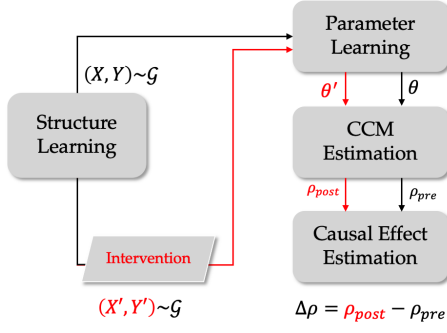 Parameter
Learning
(X, Y)~𝒢
θ′ θ
Structure
Learning
CCM
Estimation
ρ_post ρ_pre
Intervention
Causal Effect
Estimation
(X′, Y′)~𝒢
Δρ = ρ_post − ρ_pre